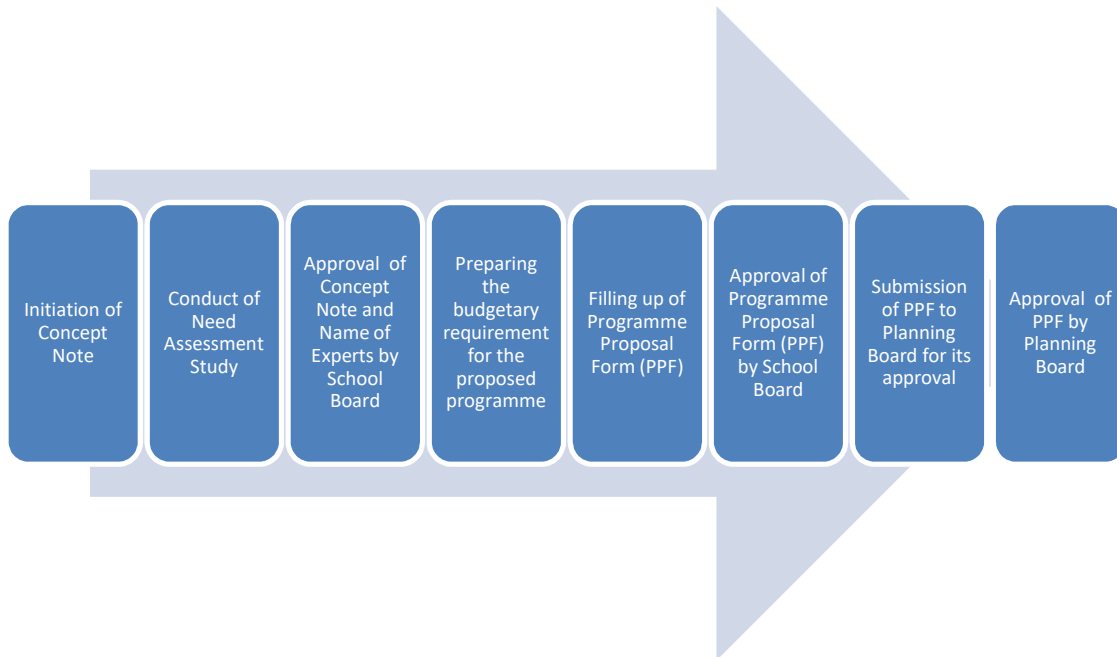 Initiation of
Concept
Note
Conduct of
Need
Assessment
Study
Approval of
Concept
Note and
Name of
Experts by
School
Board
Preparing
the
budgetary
requirement
for the
proposed
programme
Filling up of
Programme
Proposal
Form (PPF)
Approval of
Programme
Proposal
Form (PPF)
by School
Board
Submission
of PPF to
Planning
Board for its
approval
Approval of
PPF by
Planning
Board